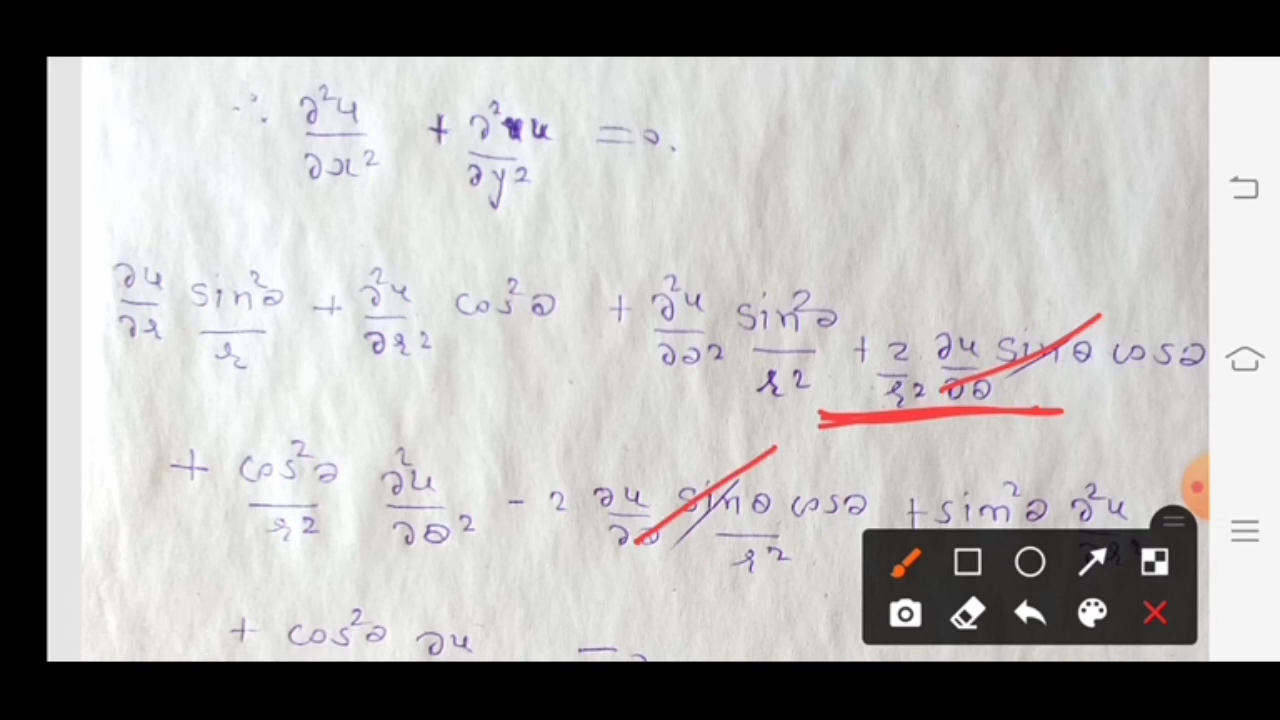 ∴ ∂²u/∂x² + ∂²u/∂y² = 0.
∂u/∂r sin²θ/r + ∂²u/∂r² cos²θ + ∂²u/∂θ² sin²θ/r² + 2/r² ∂u/∂θ sinθ cosθ
+ cos²θ/r² ∂²u/∂θ² - 2 ∂u/∂θ sinθ cosθ/r² + sin²θ ∂²u
+ cos²θ ∂u =